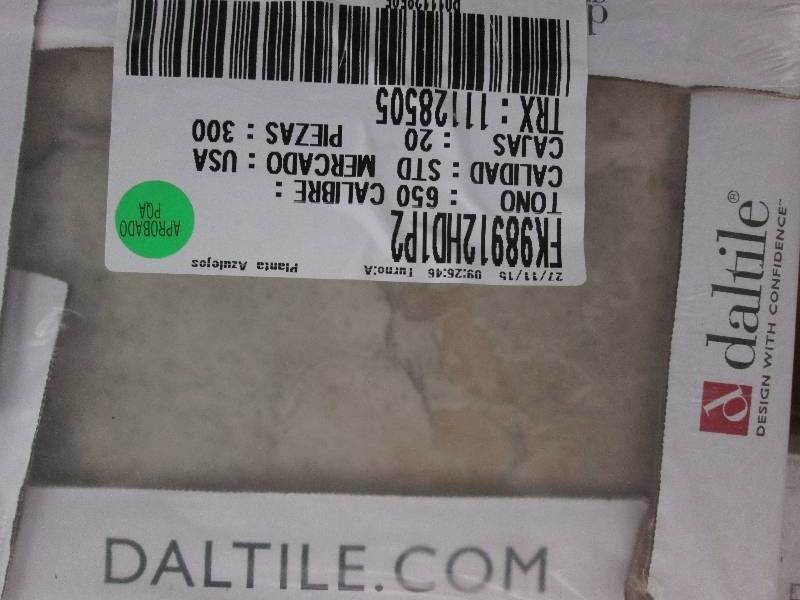 27/11/15 09:26:46 Turno:A Planta Azulejos
FK98912HD1P2
TONO : 650 CALIBRE :
CALIDAD : STD MERCADO : USA
CAJAS : 20 PIEZAS : 300
TRX : 11128505
APROBADO
PQA
daltile®
DESIGN WITH CONFIDENCE™
DALTILE.COM